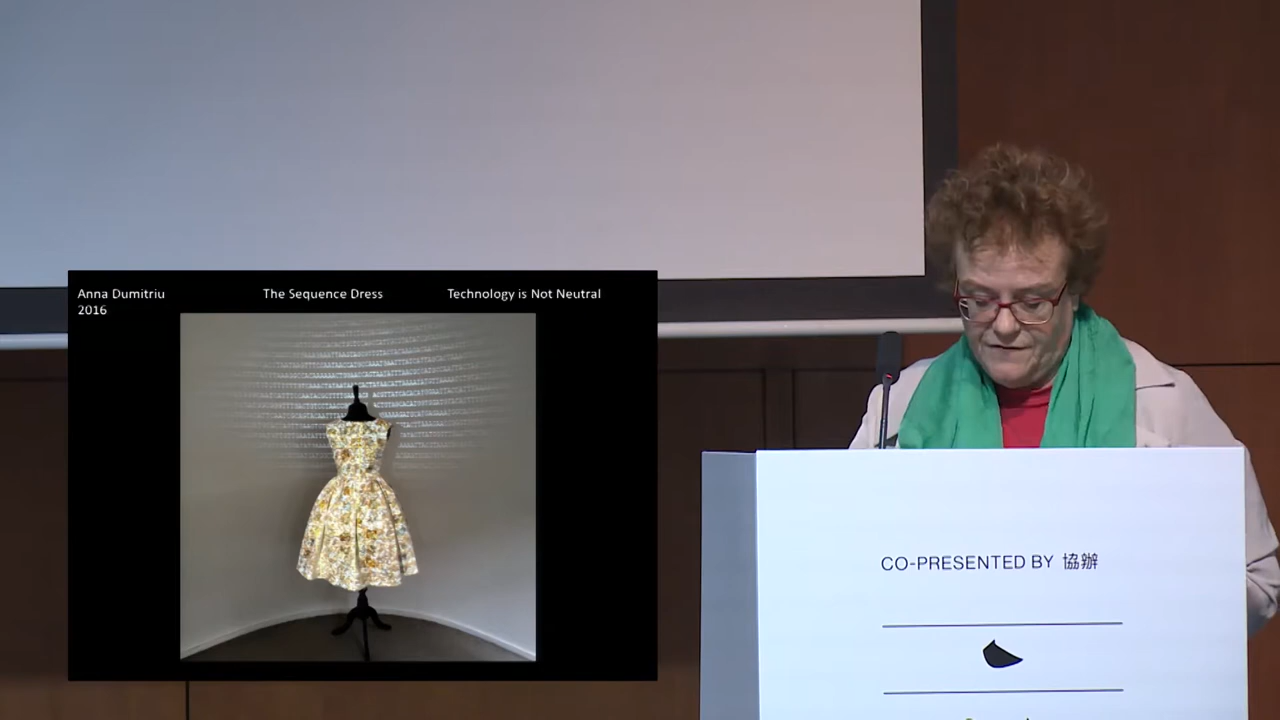 Anna Dumitriu
2016
The Sequence Dress
Technology is Not Neutral
CO-PRESENTED BY 協辦